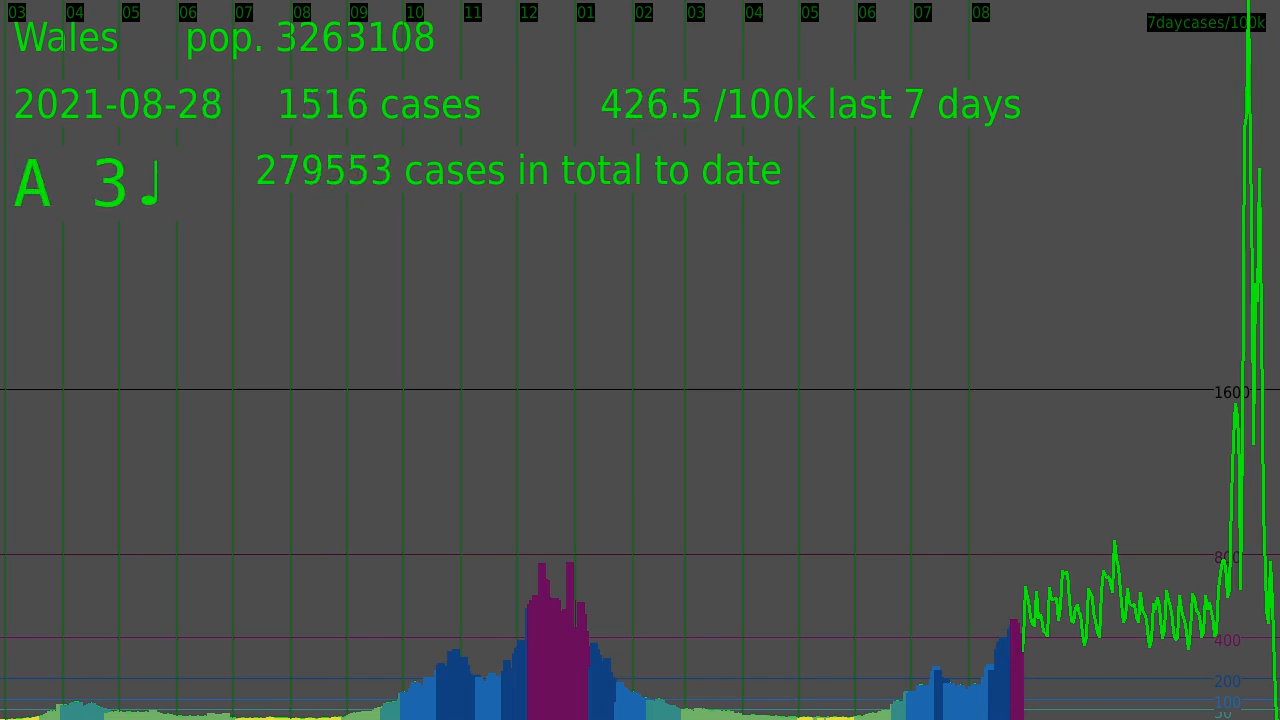 03 04 05 06 07 08 09 10 11 12 01 02 03 04 05 06 07 08
7daycases/100k
Wales pop. 3263108
2021-08-28 1516 cases 426.5 /100k last 7 days
A 3♩ 279553 cases in total to date
1600
800
400
200
100
50